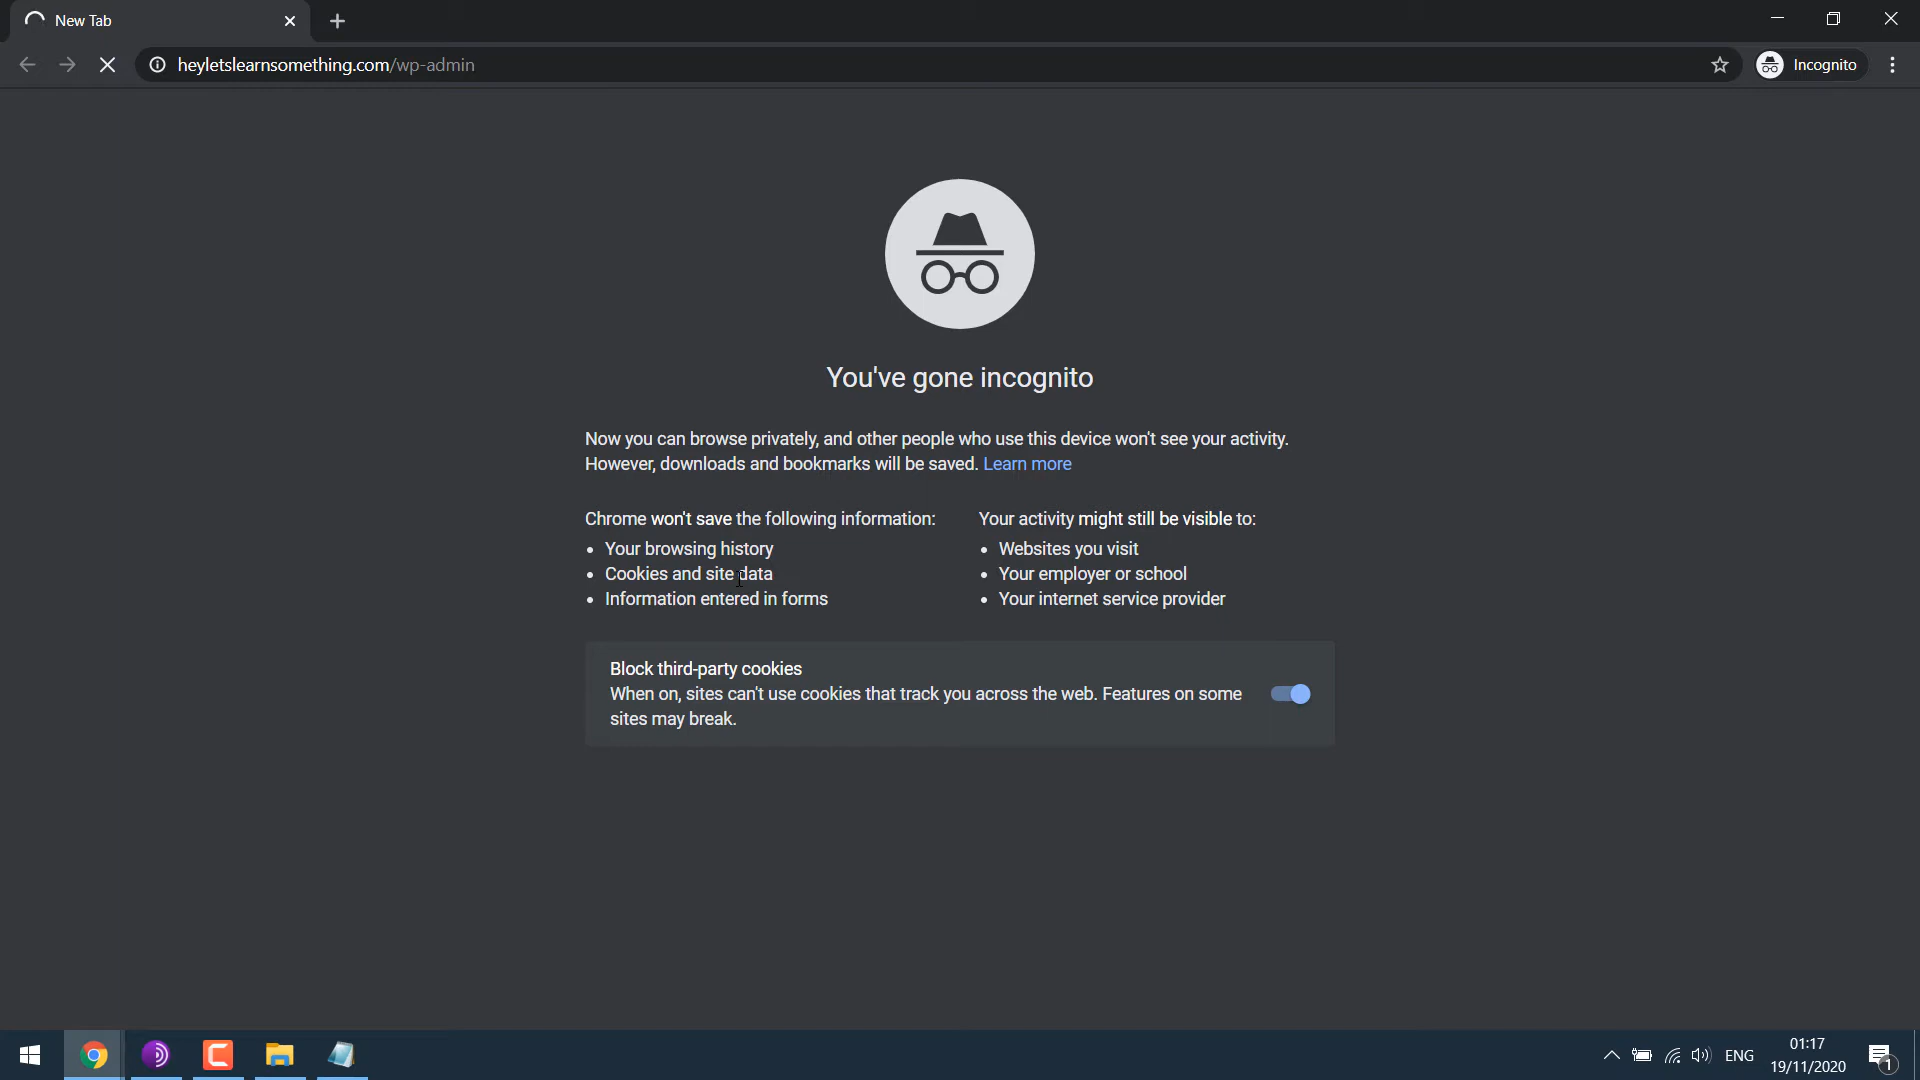 New Tab
heyletslearnsomething.com/wp-admin
Incognito
You've gone incognito
Now you can browse privately, and other people who use this device won't see your activity.
However, downloads and bookmarks will be saved. Learn more
Chrome won't save the following information:
• Your browsing history
• Cookies and site data
• Information entered in forms
Your activity might still be visible to:
• Websites you visit
• Your employer or school
• Your internet service provider
Block third-party cookies
When on, sites can't use cookies that track you across the web. Features on some
sites may break.
ENG
01:17
19/11/2020
1